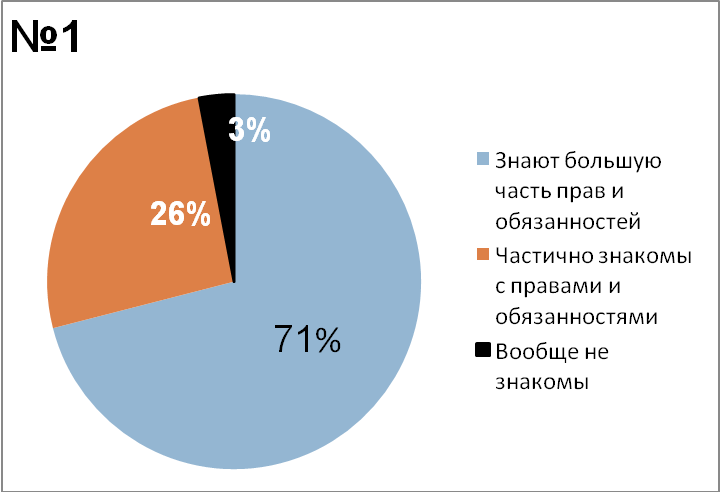 №1
3%
26%
71%
Знают большую
часть прав и
обязанностей
Частично знакомы
с правами и
обязанностями
Вообще не
знакомы